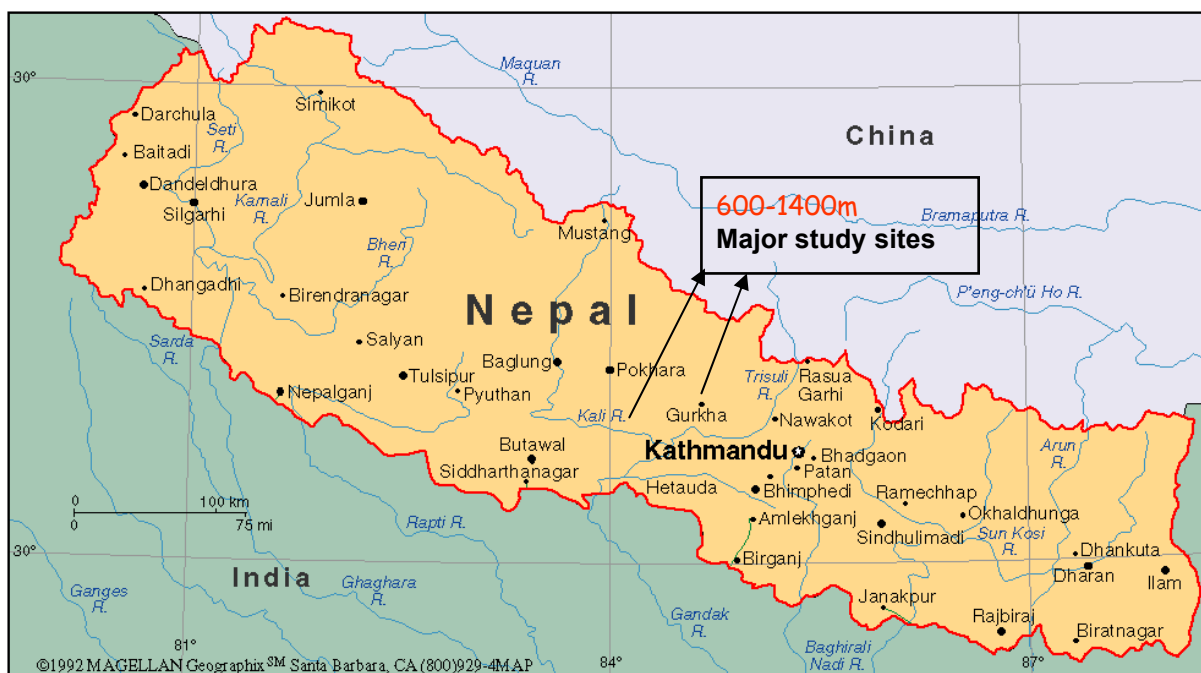 Maquan
R.
30°
Simikot
Darchula
Seti
R.
China
Baitadi
Dandeldhura
Silgarhi
Karnali
R.
Jumla
600-1400m
Major study sites
Bramaputra R.
Mustang
Bheri
R.
Dhangadhi
Birendranagar
Nepal
P'eng-ch'ü Ho R.
Sarda
R.
Salyan
Baglung
Pokhara
Trisuli
R.
Rasua
Garhi
Tulsipur
Nepalganj
Pyuthan
Kali R.
Gurkha
Nawakot
Kodari
Arun
R.
Butawal
Kathmandu
Bhadgaon
Patan
Siddharthanagar
Hetauda
Bhimphedi
Ramechhap
0
100 km
0
75 mi
Amlekhganj
Okhaldhunga
Rapti R.
Sindhulimadi
Sun Kosi
R.
30°
Birganj
Dhankuta
Dharan
Ilam
India
Ghaghara
R.
Ganges
R.
Gandak
R.
Janakpur
Rajbiraj
Biratnagar
Baghirali
Nadi R.
81°
84°
87°
©1992 MAGELLAN Geographix SM Santa Barbara, CA (800)929-4MAP